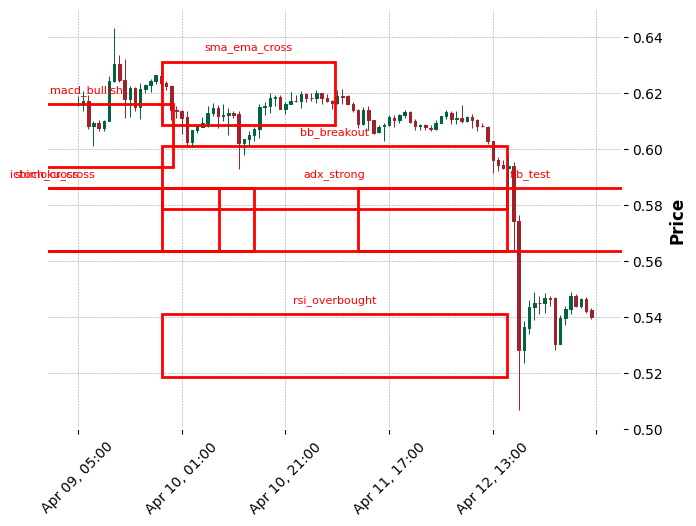 sma_ema_cross
macd_bullish
bb_breakout
stoch_cross
adx_strong
bb_test
rsi_overbought
0.64
0.62
0.60
0.58
0.56
0.54
0.52
0.50
Price
Apr 09, 05:00
Apr 10, 01:00
Apr 10, 21:00
Apr 11, 17:00
Apr 12, 13:00